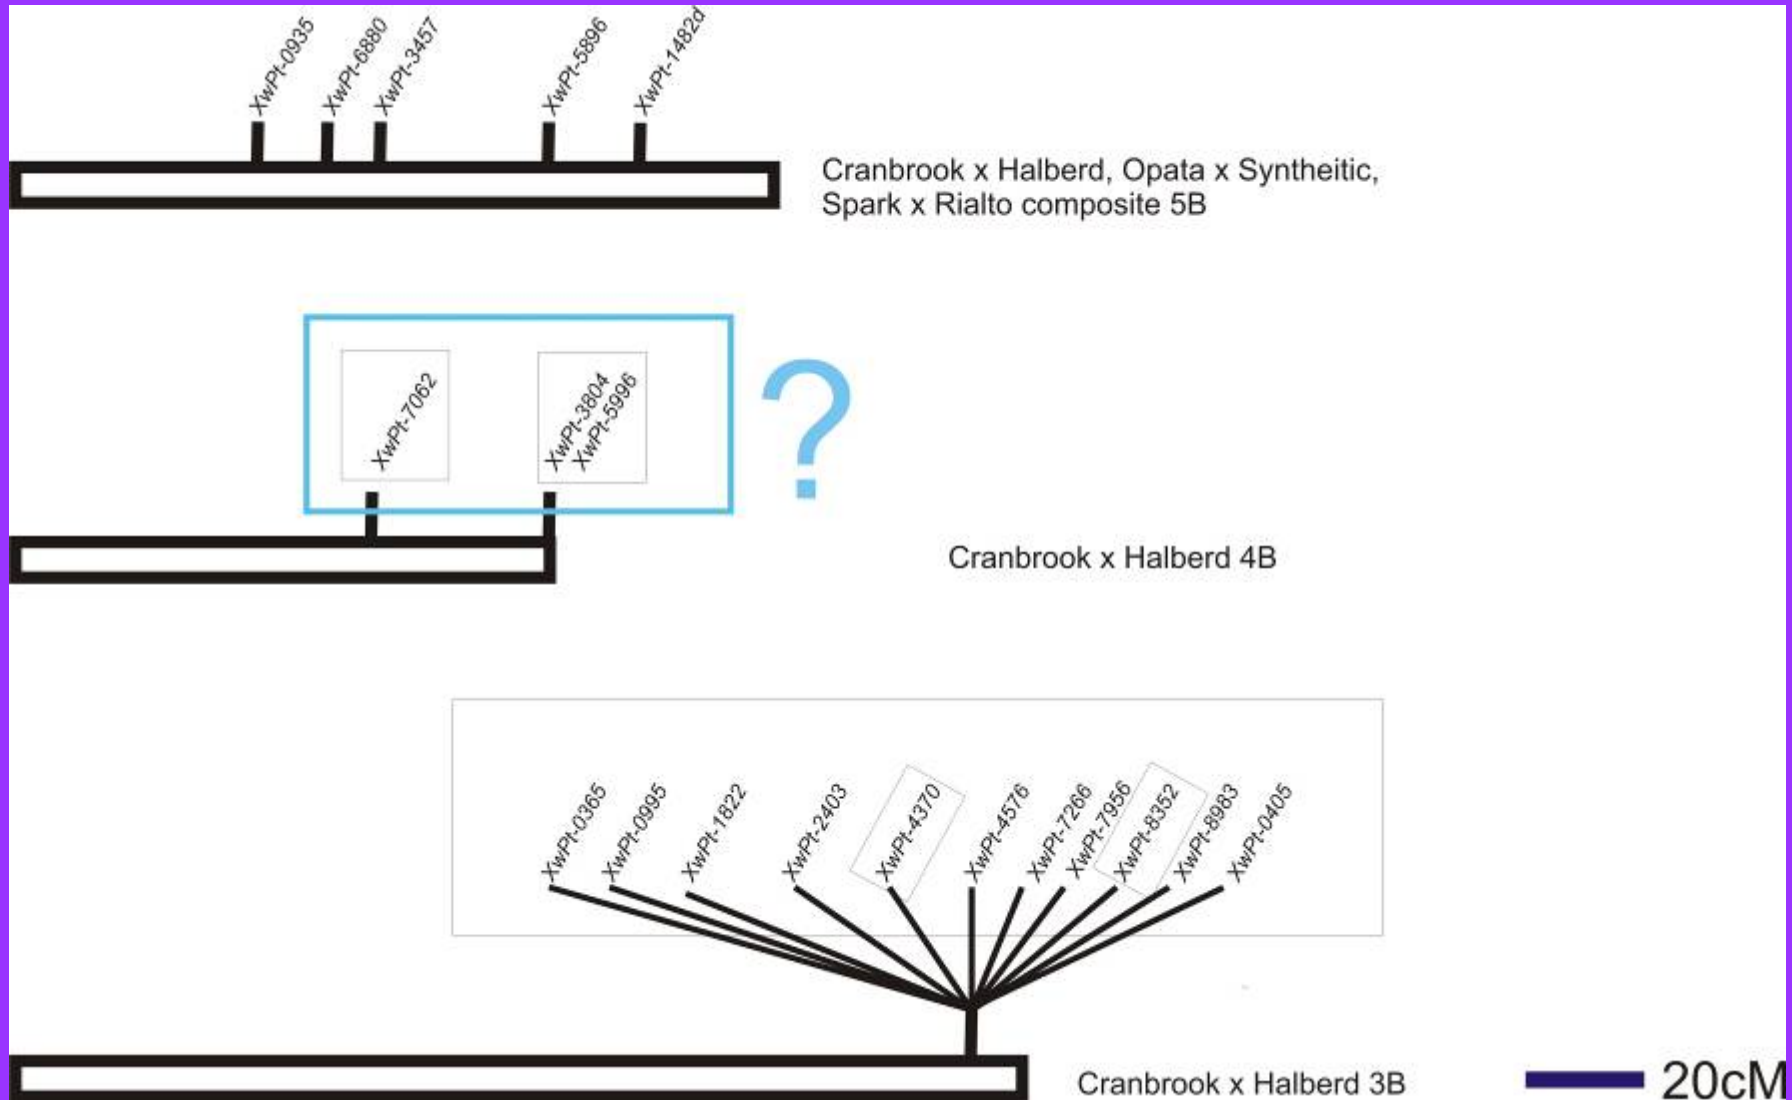 XwPt-0935
XwPt-6880
XwPt-3457
XwPt-5896
XwPt-1482d
Cranbrook x Halberd, Opata x Syntheitic,
Spark x Rialto composite 5B
XwPt-7062
XwPt-3804
XwPt-5996
?
Cranbrook x Halberd 4B
XwPt-0365
XwPt-0995
XwPt-1822
XwPt-2403
XwPt-4370
XwPt-4576
XwPt-7266
XwPt-7956
XwPt-8352
XwPt-8983
XwPt-0405
Cranbrook x Halberd 3B
20cM